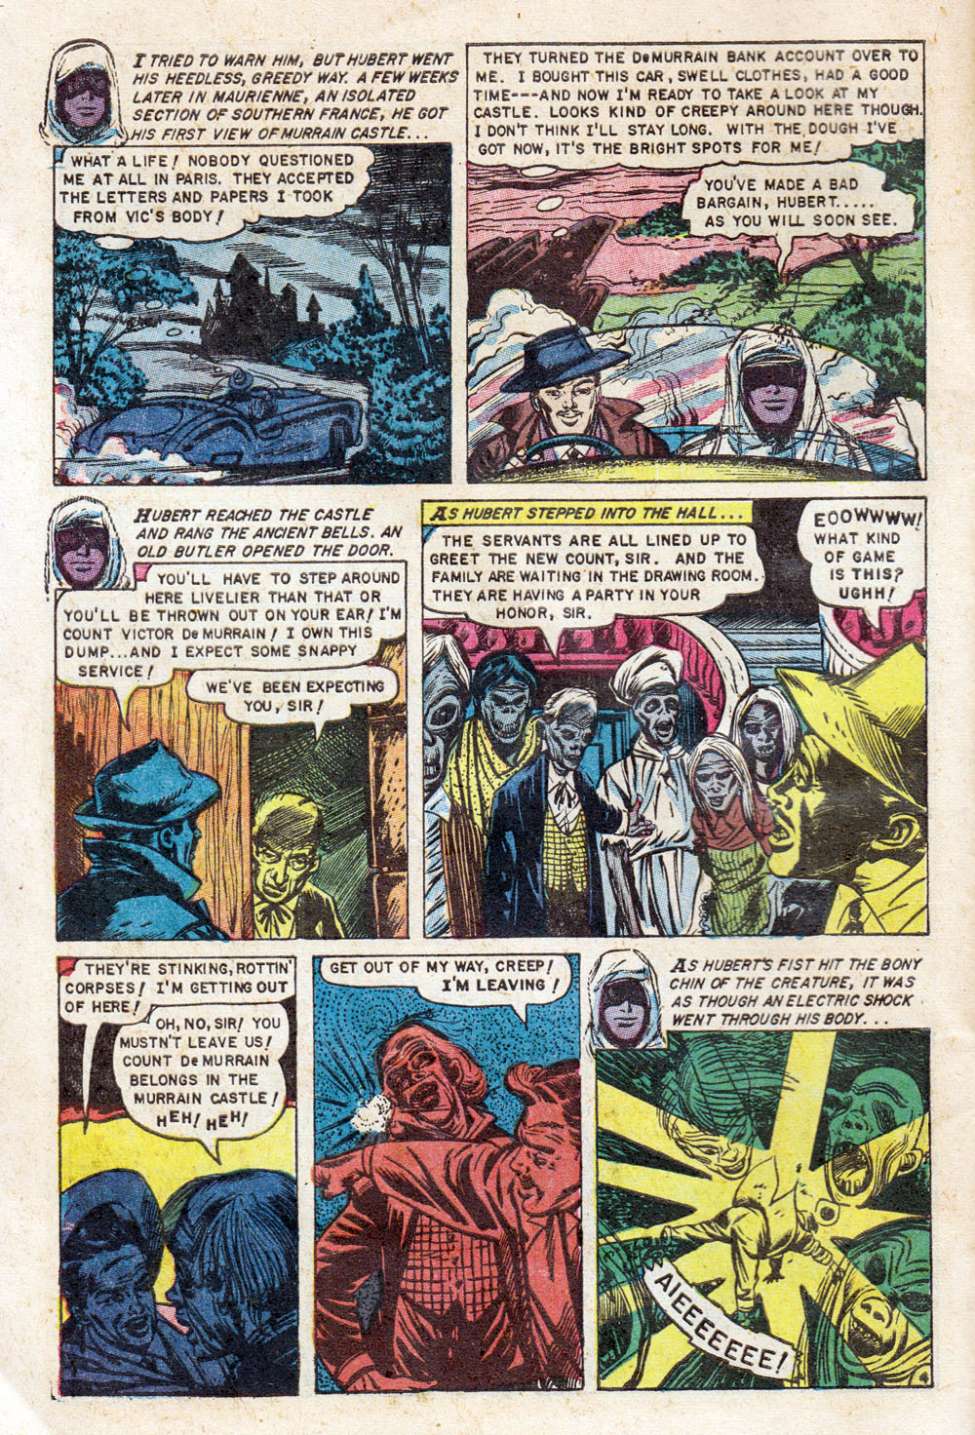 I TRIED TO WARN HIM, BUT HUBERT WENT
HIS HEEDLESS, GREEDY WAY. A FEW WEEKS
LATER IN MAURIENNE, AN ISOLATED
SECTION OF SOUTHERN FRANCE, HE GOT
HIS FIRST VIEW OF MURRAIN CASTLE...
WHAT A LIFE! NOBODY QUESTIONED
ME AT ALL IN PARIS. THEY ACCEPTED
THE LETTERS AND PAPERS I TOOK
FROM VIC'S BODY!
THEY TURNED THE DeMURRAIN BANK ACCOUNT OVER TO
ME. I BOUGHT THIS CAR, SWELL CLOTHES, HAD A GOOD
TIME---AND NOW I'M READY TO TAKE A LOOK AT MY
CASTLE. LOOKS KIND OF CREEPY AROUND HERE THOUGH.
I DON'T THINK I'LL STAY LONG. WITH THE DOUGH I'VE
GOT NOW, IT'S THE BRIGHT SPOTS FOR ME!
YOU'VE MADE A BAD
BARGAIN, HUBERT.....
AS YOU WILL SOON SEE.
HUBERT REACHED THE CASTLE
AND RANG THE ANCIENT BELLS. AN
OLD BUTLER OPENED THE DOOR.
YOU'LL HAVE TO STEP AROUND
HERE LIVELIER THAN THAT OR
YOU'LL BE THROWN OUT ON YOUR EAR! I'M
COUNT VICTOR DeMURRAIN! I OWN THIS
DUMP...AND I EXPECT SOME SNAPPY
SERVICE!
WE'VE BEEN EXPECTING
YOU, SIR!
AS HUBERT STEPPED INTO THE HALL...
THE SERVANTS ARE ALL LINED UP TO
GREET THE NEW COUNT, SIR. AND THE
FAMILY ARE WAITING IN THE DRAWING ROOM.
THEY ARE HAVING A PARTY IN YOUR
HONOR, SIR.
EOOWWWW!
WHAT KIND
OF GAME
IS THIS?
UGHH!
THEY'RE STINKING, ROTTIN'
CORPSES! I'M GETTING OUT
OF HERE!
OH, NO, SIR! YOU
MUSTN'T LEAVE US!
COUNT DeMURRAIN
BELONGS IN THE
MURRAIN CASTLE!
HEH! HEH!
GET OUT OF MY WAY, CREEP!
I'M LEAVING!
AS HUBERT'S FIST HIT THE BONY
CHIN OF THE CREATURE, IT WAS
AS THOUGH AN ELECTRIC SHOCK
WENT THROUGH HIS BODY...
AIEEEEEEE!
4